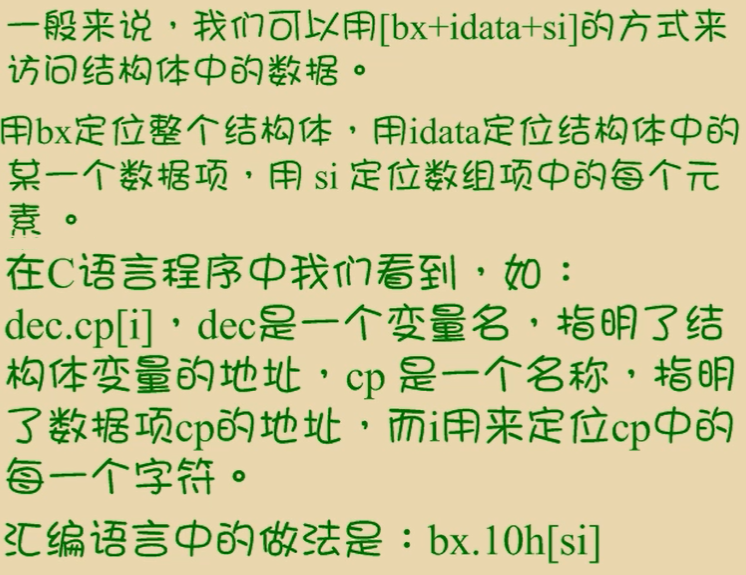 一般来说，我们可以用[bx+idata+si]的方式来
访问结构体中的数据。
用bx定位整个结构体，用idata定位结构体中的
某一个数据项，用 si 定位数组项中的每个元
素 。
在C语言程序中我们看到，如：
dec.cp[i]，dec是一个变量名，指明了结
构体变量的地址，cp 是一个名称，指明
了数据项cp的地址，而i用来定位cp中的
每一个字符。
汇编语言中的做法是：bx.10h[si]